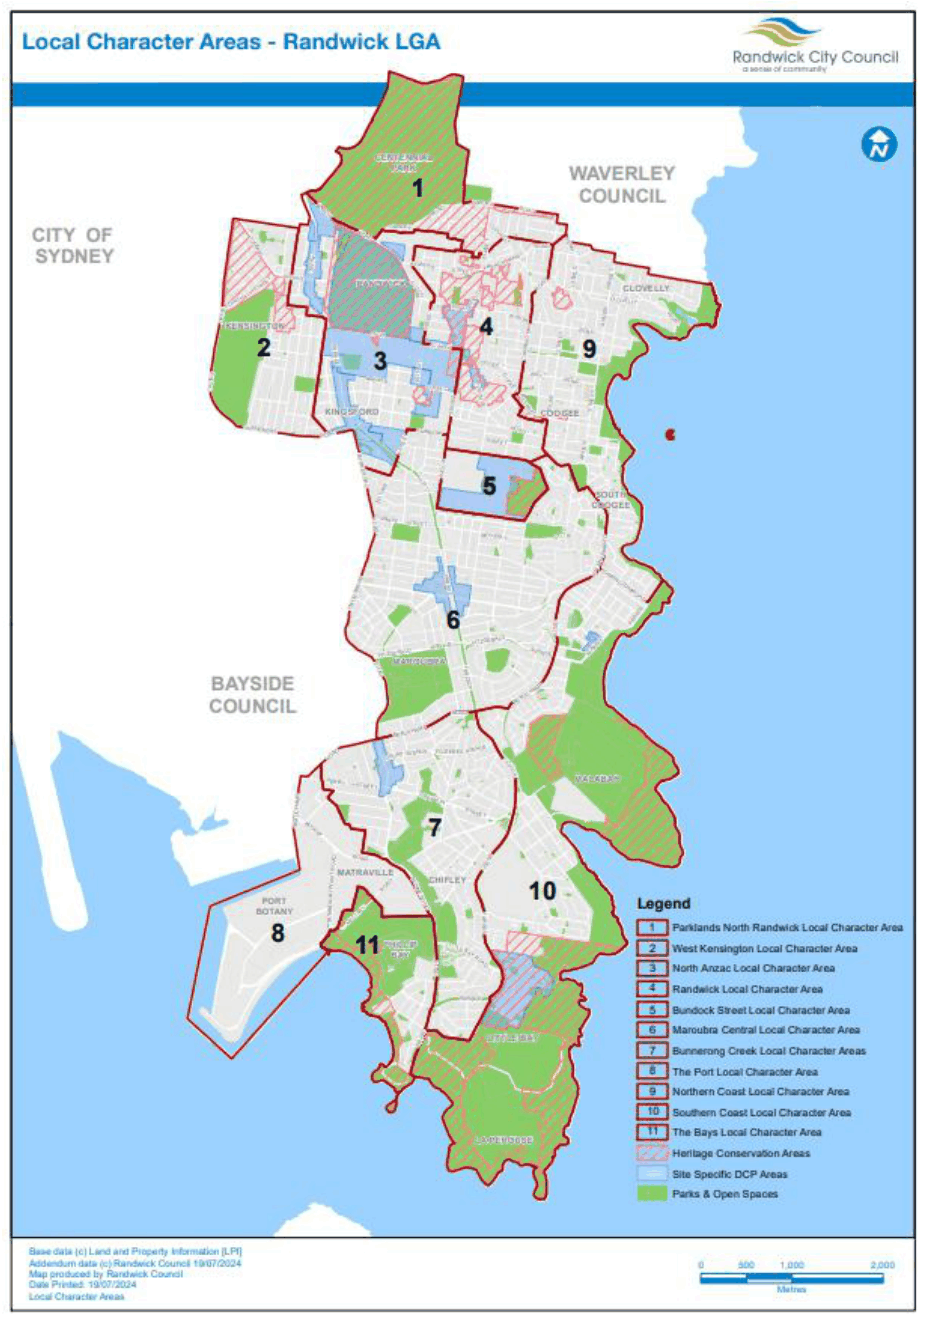 Local Character Areas - Randwick LGA
Randwick City Council
a sense of community
N
WAVERLEY
COUNCIL
CITY OF
SYDNEY
CENTENNIAL
PARK
1
CLOVELLY
RANDWICK
KENSINGTON
2
3
4
9
KINGSFORD
COOGEE
5
SOUTH
COOGEE
6
MAROUBRA
BAYSIDE
COUNCIL
MALABAR
7
MATRAVILLE
CHIFLEY
10
PORT
BOTANY
8
11
PHILLIP
BAY
LITTLE BAY
LA PEROUSE
Legend
1 Parklands North Randwick Local Character Area
2 West Kensington Local Character Area
3 North Anzac Local Character Area
4 Randwick Local Character Area
5 Bundock Street Local Character Area
6 Maroubra Central Local Character Area
7 Bunnerong Creek Local Character Areas
8 The Port Local Character Area
9 Northern Coast Local Character Area
10 Southern Coast Local Character Area
11 The Bays Local Character Area
Heritage Conservation Areas
Site Specific DCP Areas
Parks & Open Spaces
Base data (c) Land and Property Information [LPI]
Addendum data (c) Randwick Council 19/07/2024
Map produced by Randwick Council
Date Printed: 19/07/2024
Local Character Areas
0 500 1,000 2,000
Metres